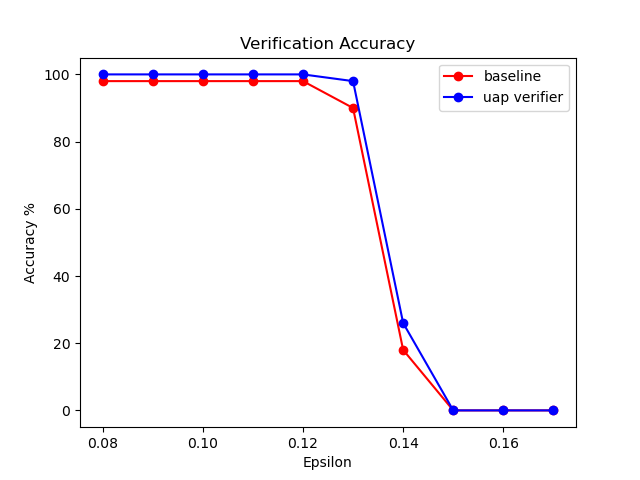 Verification Accuracy
baseline
uap verifier
100
80
60
40
20
0
Accuracy %
0.08
0.10
0.12
0.14
0.16
Epsilon